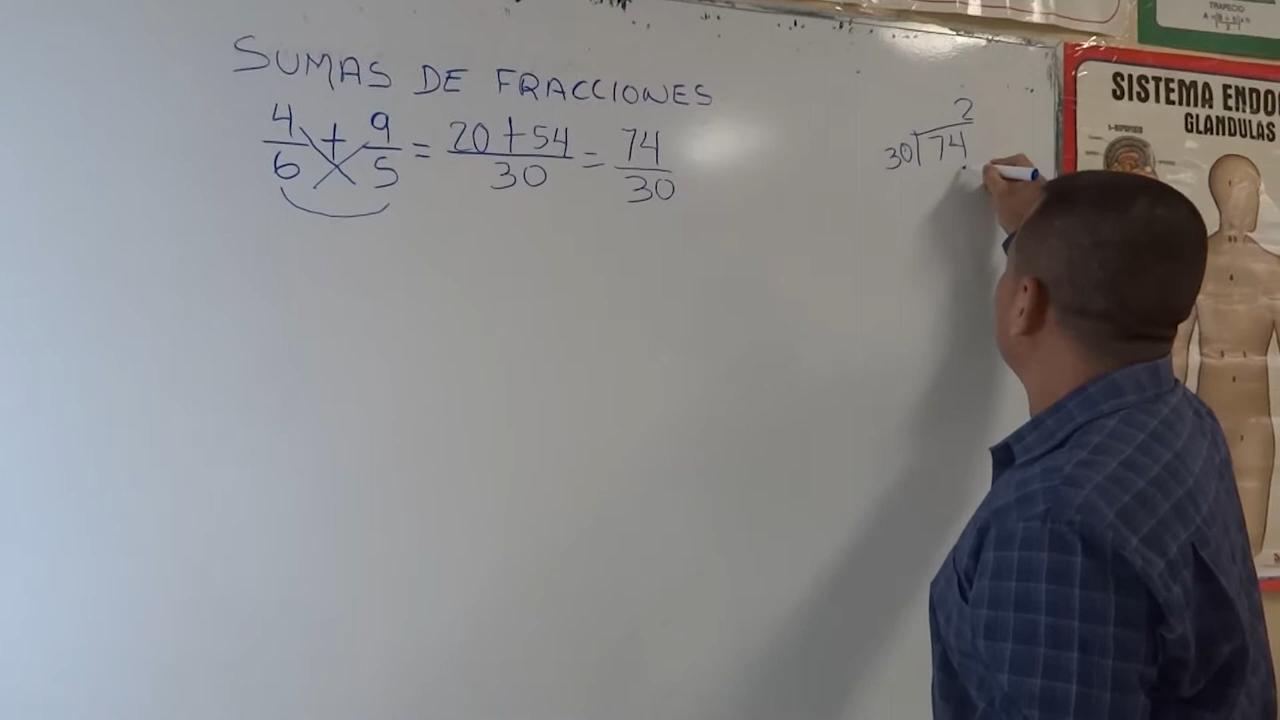 SUMAS DE FRACCIONES
4/6 + 9/5 = 20+54/30 = 74/30
2
30 74
TRAPECIO
SISTEMA ENDO
GLANDULAS